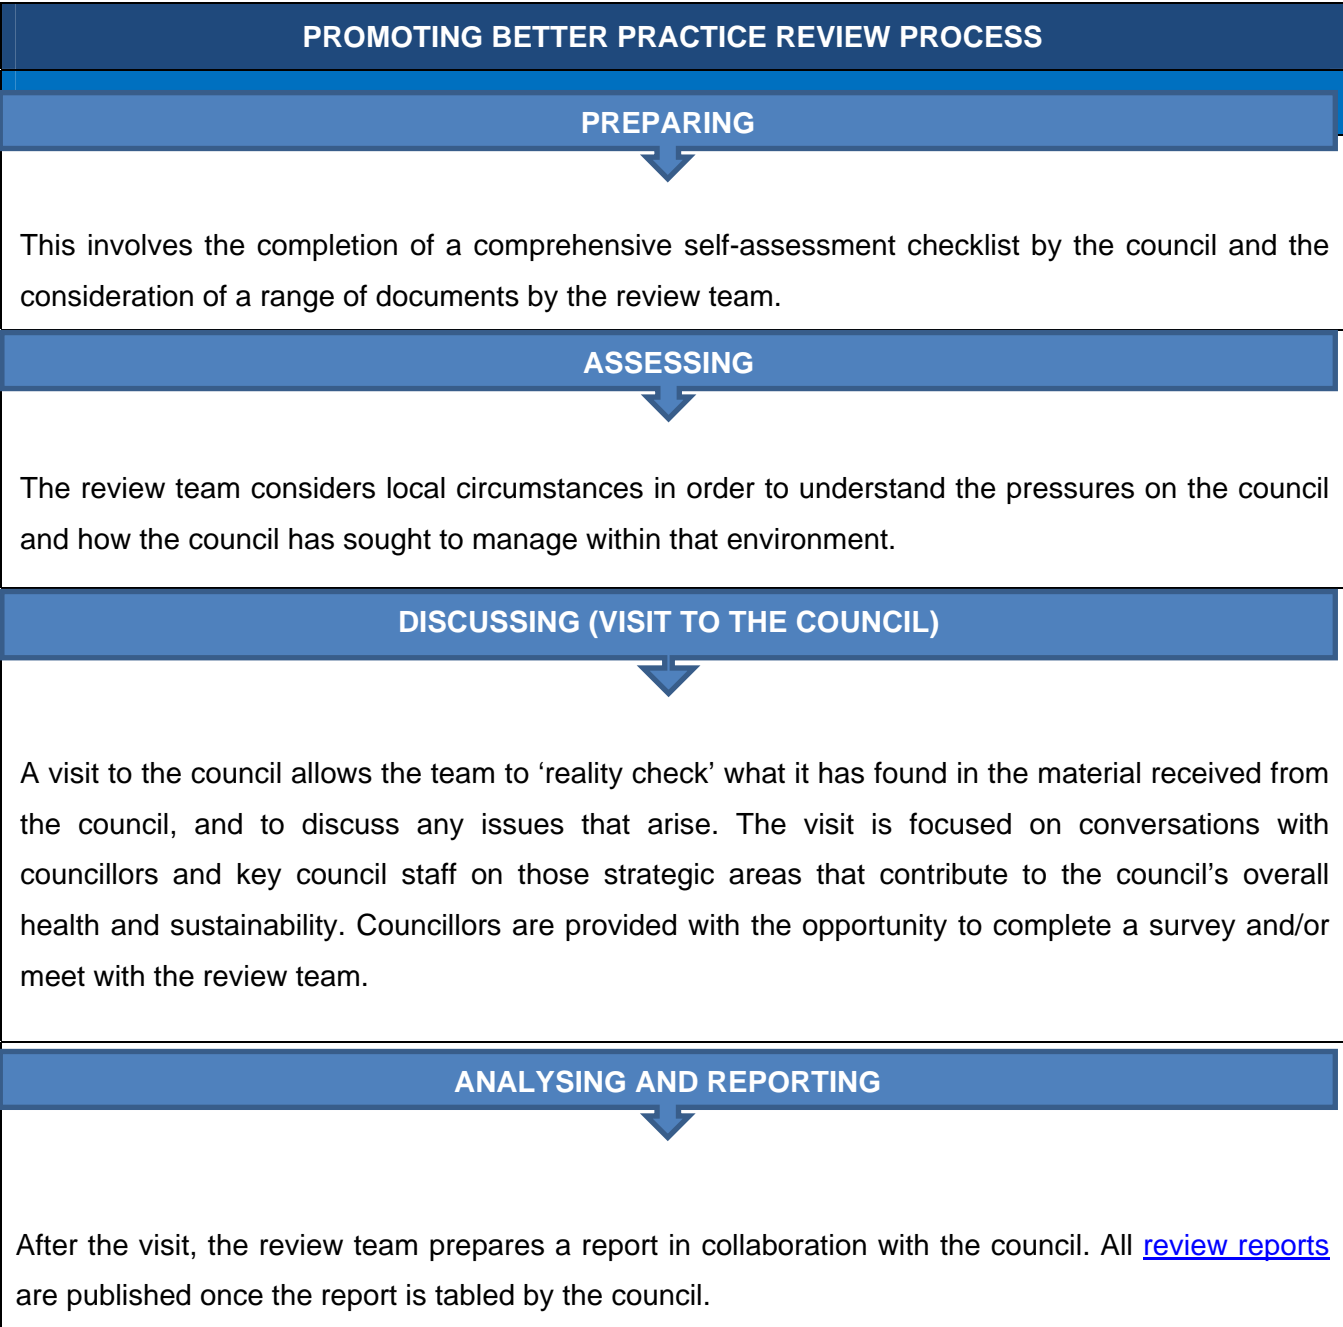 PROMOTING BETTER PRACTICE REVIEW PROCESS
PREPARING
This involves the completion of a comprehensive self-assessment checklist by the council and the
consideration of a range of documents by the review team.
ASSESSING
The review team considers local circumstances in order to understand the pressures on the council
and how the council has sought to manage within that environment.
DISCUSSING (VISIT TO THE COUNCIL)
A visit to the council allows the team to ‘reality check’ what it has found in the material received from
the council, and to discuss any issues that arise. The visit is focused on conversations with
councillors and key council staff on those strategic areas that contribute to the council’s overall
health and sustainability. Councillors are provided with the opportunity to complete a survey and/or
meet with the review team.
ANALYSING AND REPORTING
After the visit, the review team prepares a report in collaboration with the council. All review reports
are published once the report is tabled by the council.